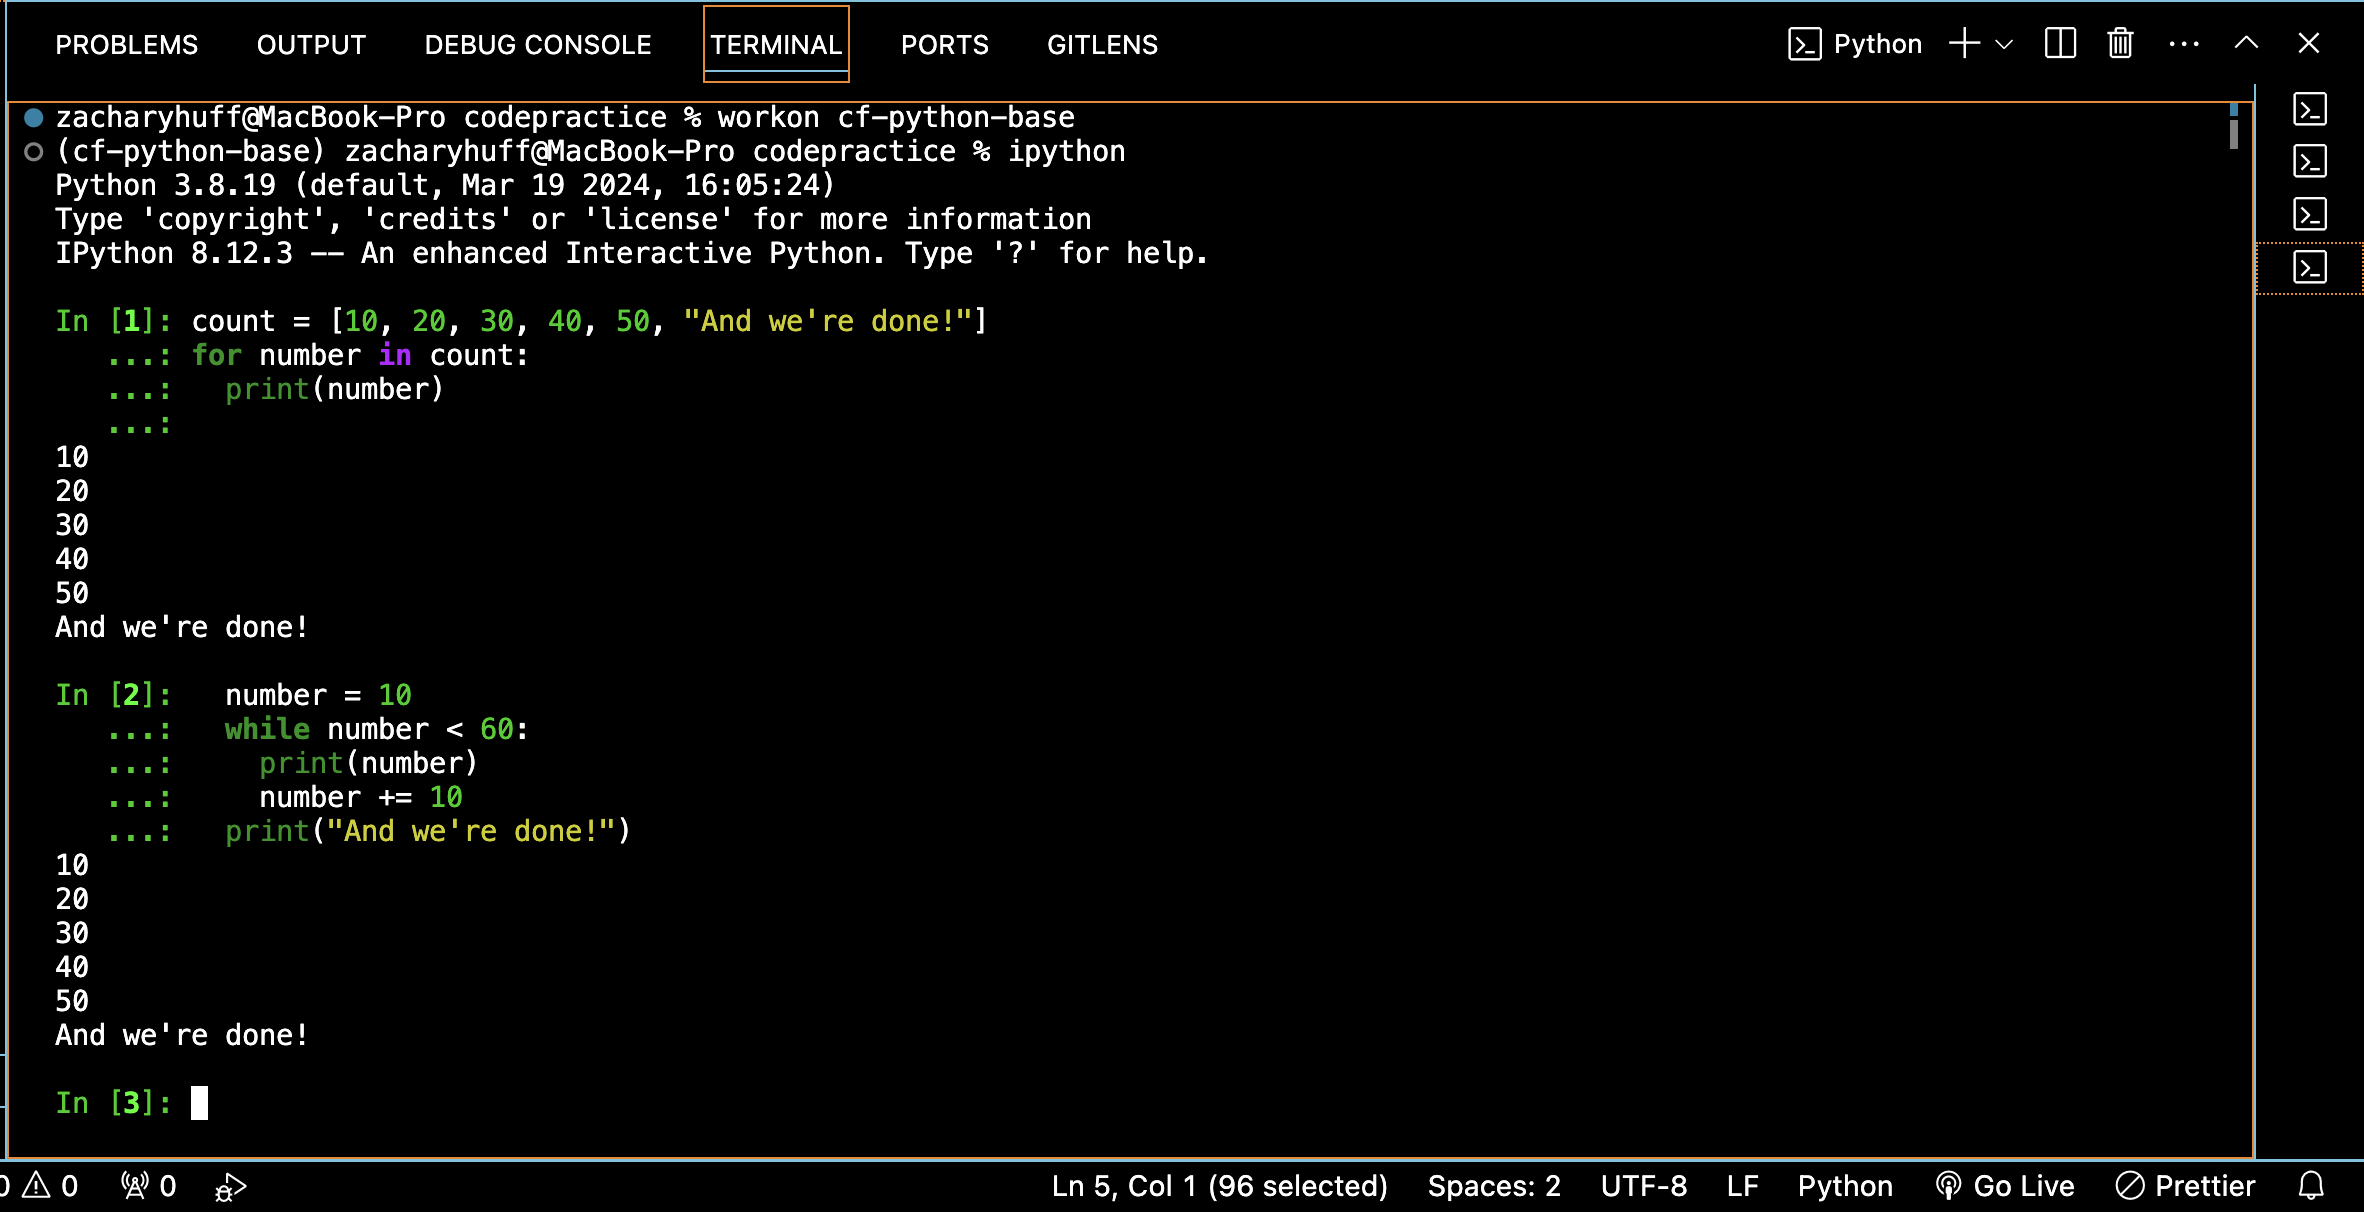 PROBLEMS OUTPUT DEBUG CONSOLE TERMINAL PORTS GITLENS Python
zacharyhuff@MacBook-Pro codepractice % workon cf-python-base
(cf-python-base) zacharyhuff@MacBook-Pro codepractice % ipython
Python 3.8.19 (default, Mar 19 2024, 16:05:24)
Type 'copyright', 'credits' or 'license' for more information
IPython 8.12.3 -- An enhanced Interactive Python. Type '?' for help.
In [1]: count = [10, 20, 30, 40, 50, "And we're done!"]
   ...: for number in count:
   ...:   print(number)
   ...:
10
20
30
40
50
And we're done!
In [2]:   number = 10
   ...:   while number < 60:
   ...:     print(number)
   ...:     number += 10
   ...:   print("And we're done!")
10
20
30
40
50
And we're done!
In [3]:
0 0 0 Ln 5, Col 1 (96 selected) Spaces: 2 UTF-8 LF Python Go Live Prettier